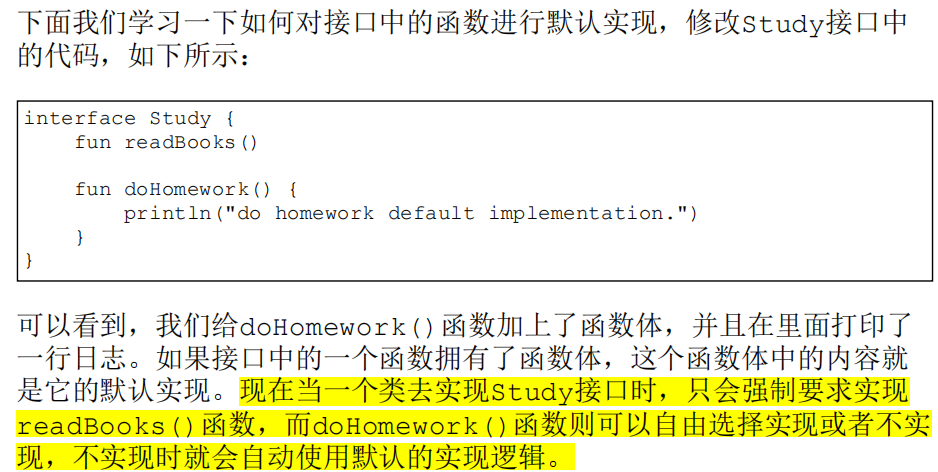 下面我们学习一下如何对接口中的函数进行默认实现，修改Study接口中
的代码，如下所示：
interface Study {
    fun readBooks()
    fun doHomework() {
        println("do homework default implementation.")
    }
}
可以看到，我们给doHomework()函数加上了函数体，并且在里面打印了
一行日志。如果接口中的一个函数拥有了函数体，这个函数体中的内容就
是它的默认实现。现在当一个类去实现Study接口时，只会强制要求实现
readBooks()函数，而doHomework()函数则可以自由选择实现或者不实
现，不实现时就会自动使用默认的实现逻辑。